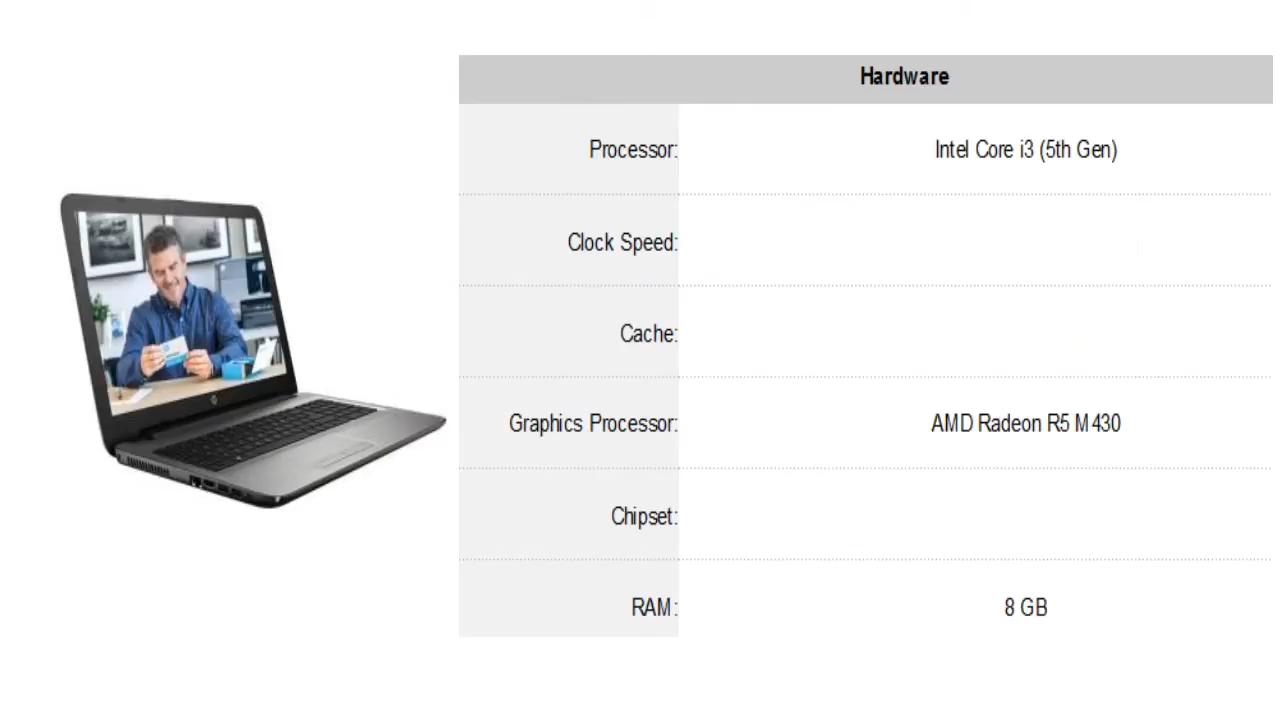 Hardware
Processor: Intel Core i3 (5th Gen)
Clock Speed:
Cache:
Graphics Processor: AMD Radeon R5 M430
Chipset:
RAM: 8 GB